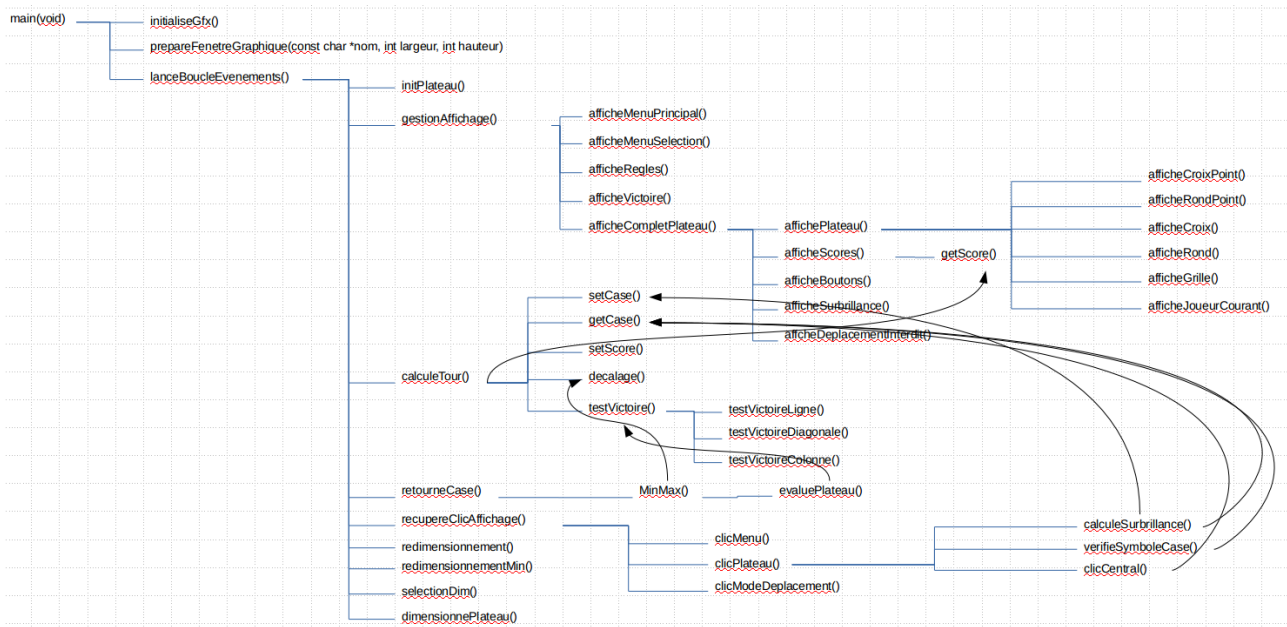 main(void)
initialiseGfx()
prepareFenetreGraphique(const char *nom, int largeur, int hauteur)
lanceBoucleEvenements()
initPlateau()
gestionAffichage()
afficheMenuPrincipal()
afficheMenuSelection()
afficheRegles()
afficheVictoire()
afficheCompletPlateau()
affichePlateau()
afficheScores()
getScore()
afficheBoutons()
afficheSurbrillance()
afficheDeplacementInterdit()
afficheCroixPoint()
afficheRondPoint()
afficheCroix()
afficheRond()
afficheGrille()
afficheJoueurCourant()
calculeTour()
setCase()
getCase()
setScore()
decalage()
testVictoire()
testVictoireLigne()
testVictoireDiagonale()
testVictoireColonne()
retourneCase()
MinMax()
evaluePlateau()
recupereClicAffichage()
clicMenu()
clicPlateau()
clicModeDeplacement()
calculeSurbrillance()
verifieSymboleCase()
clicCentral()
redimensionnement()
redimensionnementMin()
selectionDim()
dimensionnePlateau()